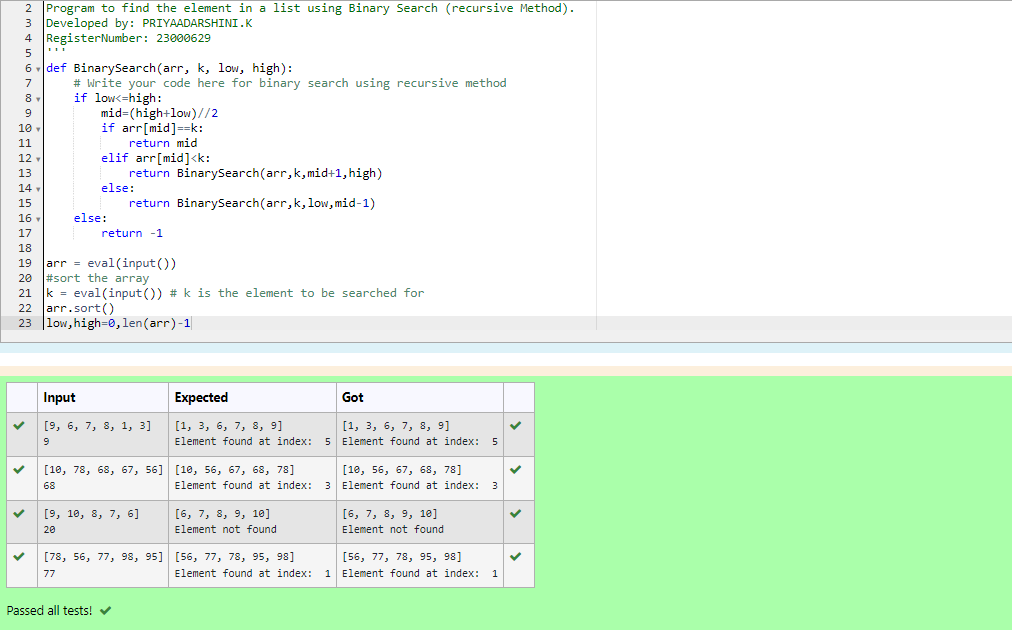 2 Program to find the element in a list using Binary Search (recursive Method).
3 Developed by: PRIYAADARSHINI.K
4 RegisterNumber: 23000629
5 '''
6 def BinarySearch(arr, k, low, high):
7     # Write your code here for binary search using recursive method
8     if low<=high:
9         mid=(high+low)//2
10         if arr[mid]==k:
11             return mid
12         elif arr[mid]<k:
13             return BinarySearch(arr,k,mid+1,high)
14         else:
15             return BinarySearch(arr,k,low,mid-1)
16     else:
17         return -1
18
19 arr = eval(input())
20 #sort the array
21 k = eval(input()) # k is the element to be searched for
22 arr.sort()
23 low,high=0,len(arr)-1
Input Expected Got
[9, 6, 7, 8, 1, 3] [1, 3, 6, 7, 8, 9] [1, 3, 6, 7, 8, 9]
9 Element found at index:  5 Element found at index:  5
[10, 78, 68, 67, 56] [10, 56, 67, 68, 78] [10, 56, 67, 68, 78]
68 Element found at index:  3 Element found at index:  3
[9, 10, 8, 7, 6] [6, 7, 8, 9, 10] [6, 7, 8, 9, 10]
20 Element not found Element not found
[78, 56, 77, 98, 95] [56, 77, 78, 95, 98] [56, 77, 78, 95, 98]
77 Element found at index:  1 Element found at index:  1
Passed all tests!